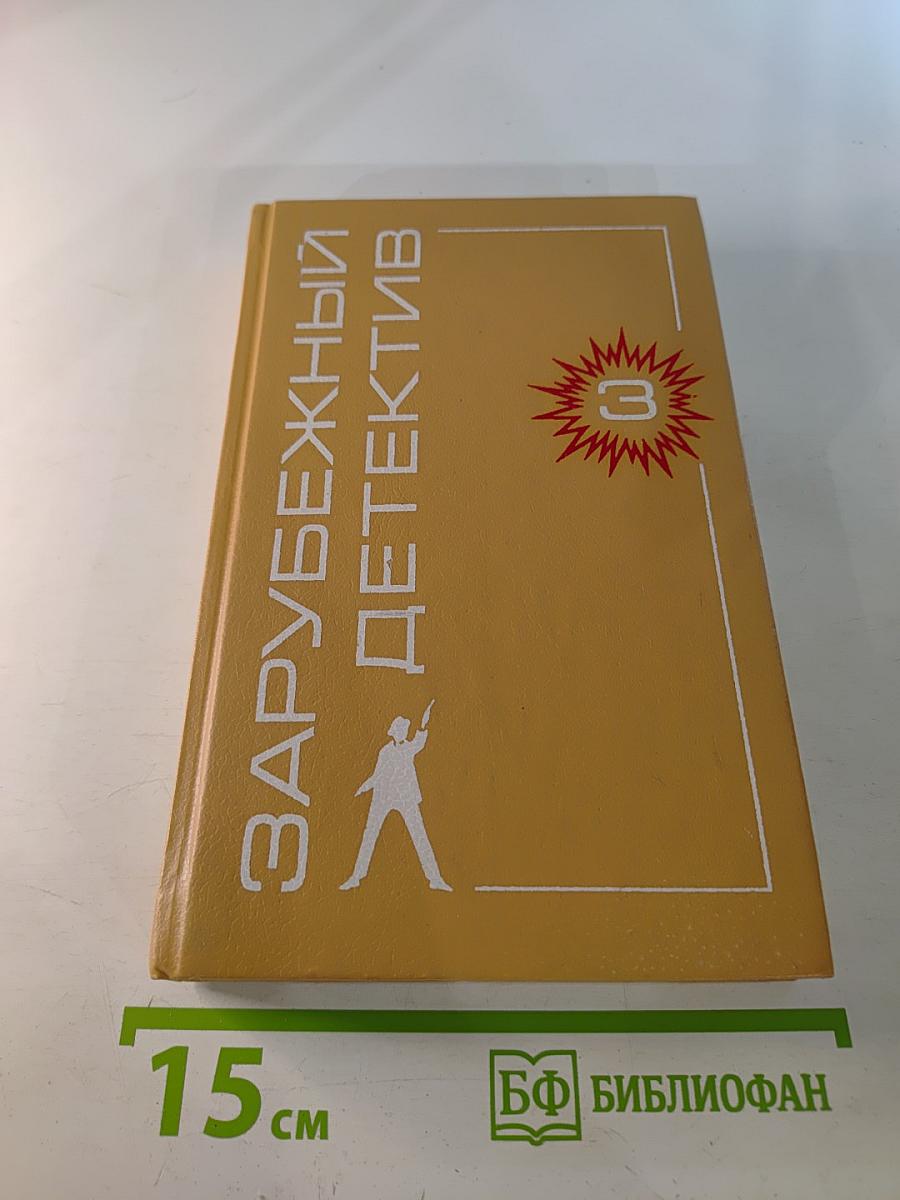 ЗАРУБЕЖНЫЙ
ДЕТЕКТИВ
3
15 см
БФ БИБЛИОФАН